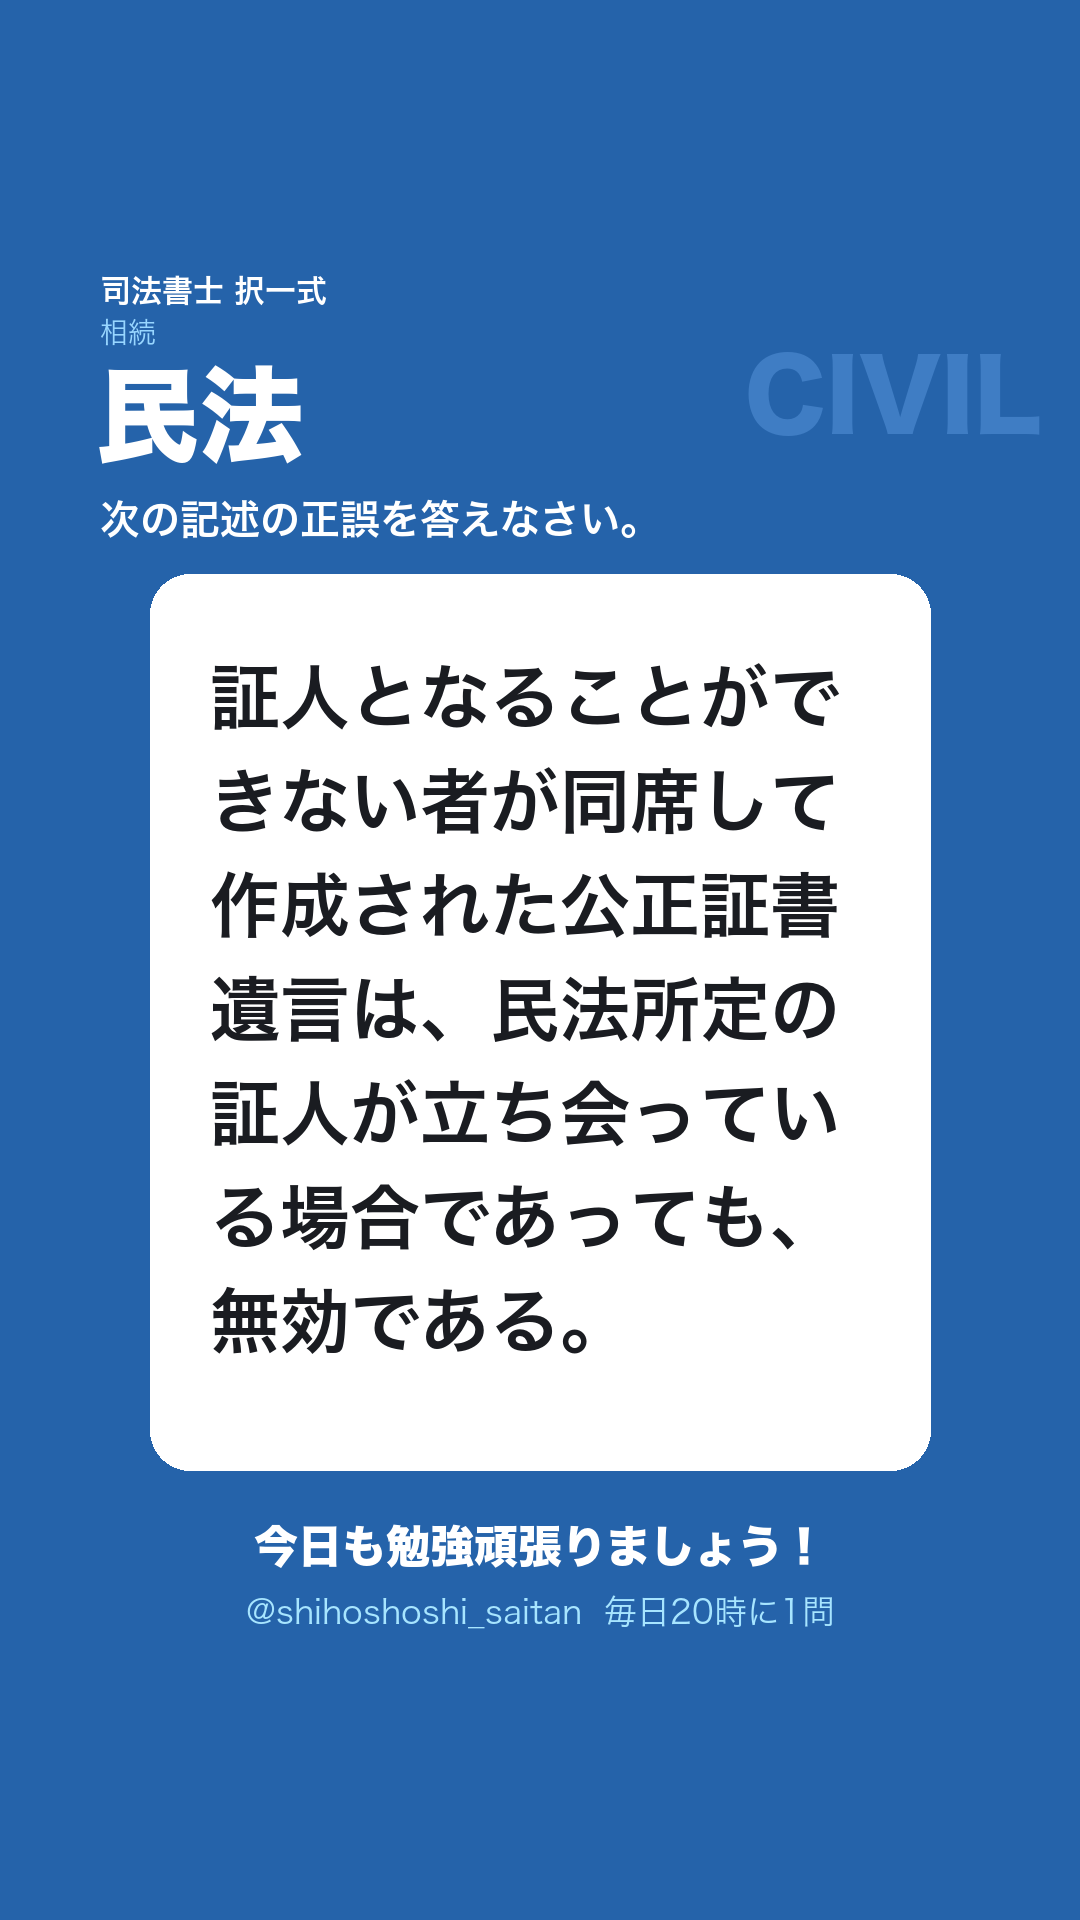 司法書士 択一式
相続
民法
CIVIL
次の記述の正誤を答えなさい。
証人となることがで
きない者が同席して
作成された公正証書
遺言は、民法所定の
証人が立ち会ってい
る場合であっても、
無効である。
今日も勉強頑張りましょう！
@shihoshoshi_saitan 毎日20時に1問